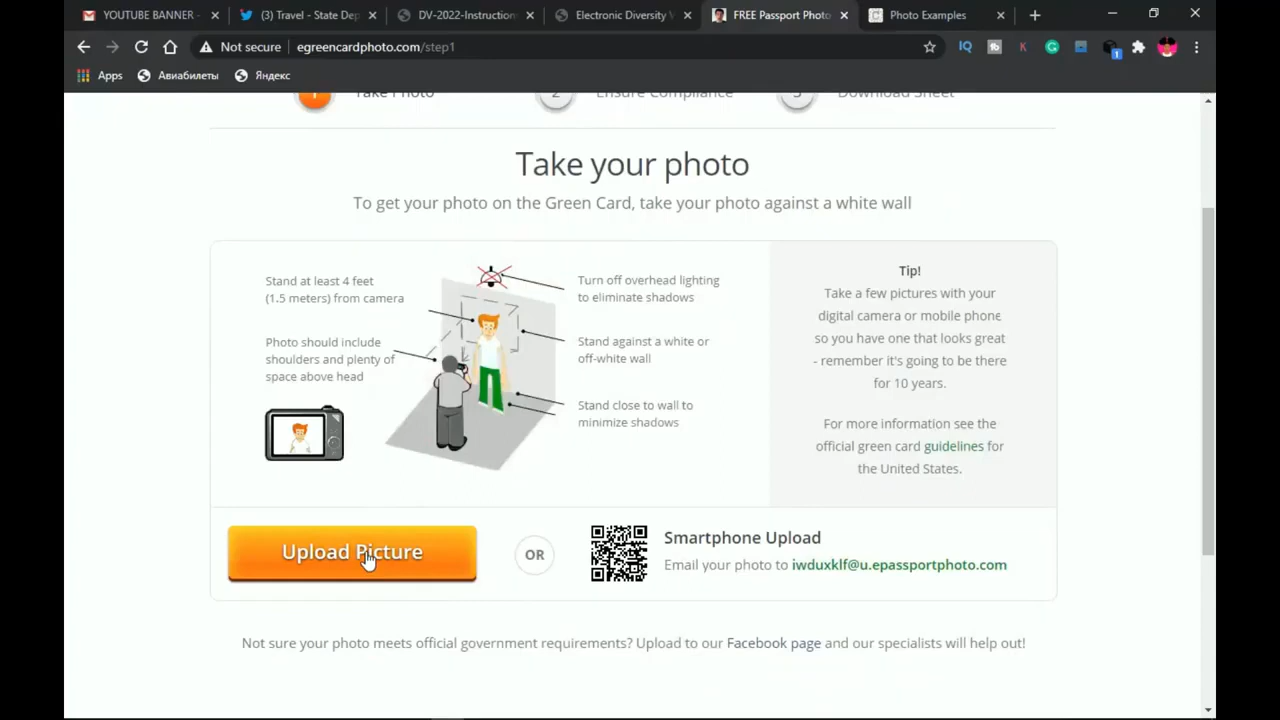 YOUTUBE BANNER -
(3) Travel - State Dep
DV-2022-Instruction
Electronic Diversity V
FREE Passport Photo
Photo Examples
Not secure
egreencardphoto.com/step1
Apps
Авиабилеты
Яндекс
1 Take Photo
2 Ensure Compliance
3 Download Sheet
Take your photo
To get your photo on the Green Card, take your photo against a white wall
Stand at least 4 feet
(1.5 meters) from camera
Photo should include
shoulders and plenty of
space above head
Turn off overhead lighting
to eliminate shadows
Stand against a white or
off-white wall
Stand close to wall to
minimize shadows
Tip!
Take a few pictures with your
digital camera or mobile phone
so you have one that looks great
- remember it's going to be there
for 10 years.
For more information see the
official green card guidelines for
the United States.
Upload Picture
OR
Smartphone Upload
Email your photo to iwduxklf@u.epassportphoto.com
Not sure your photo meets official government requirements? Upload to our Facebook page and our specialists will help out!